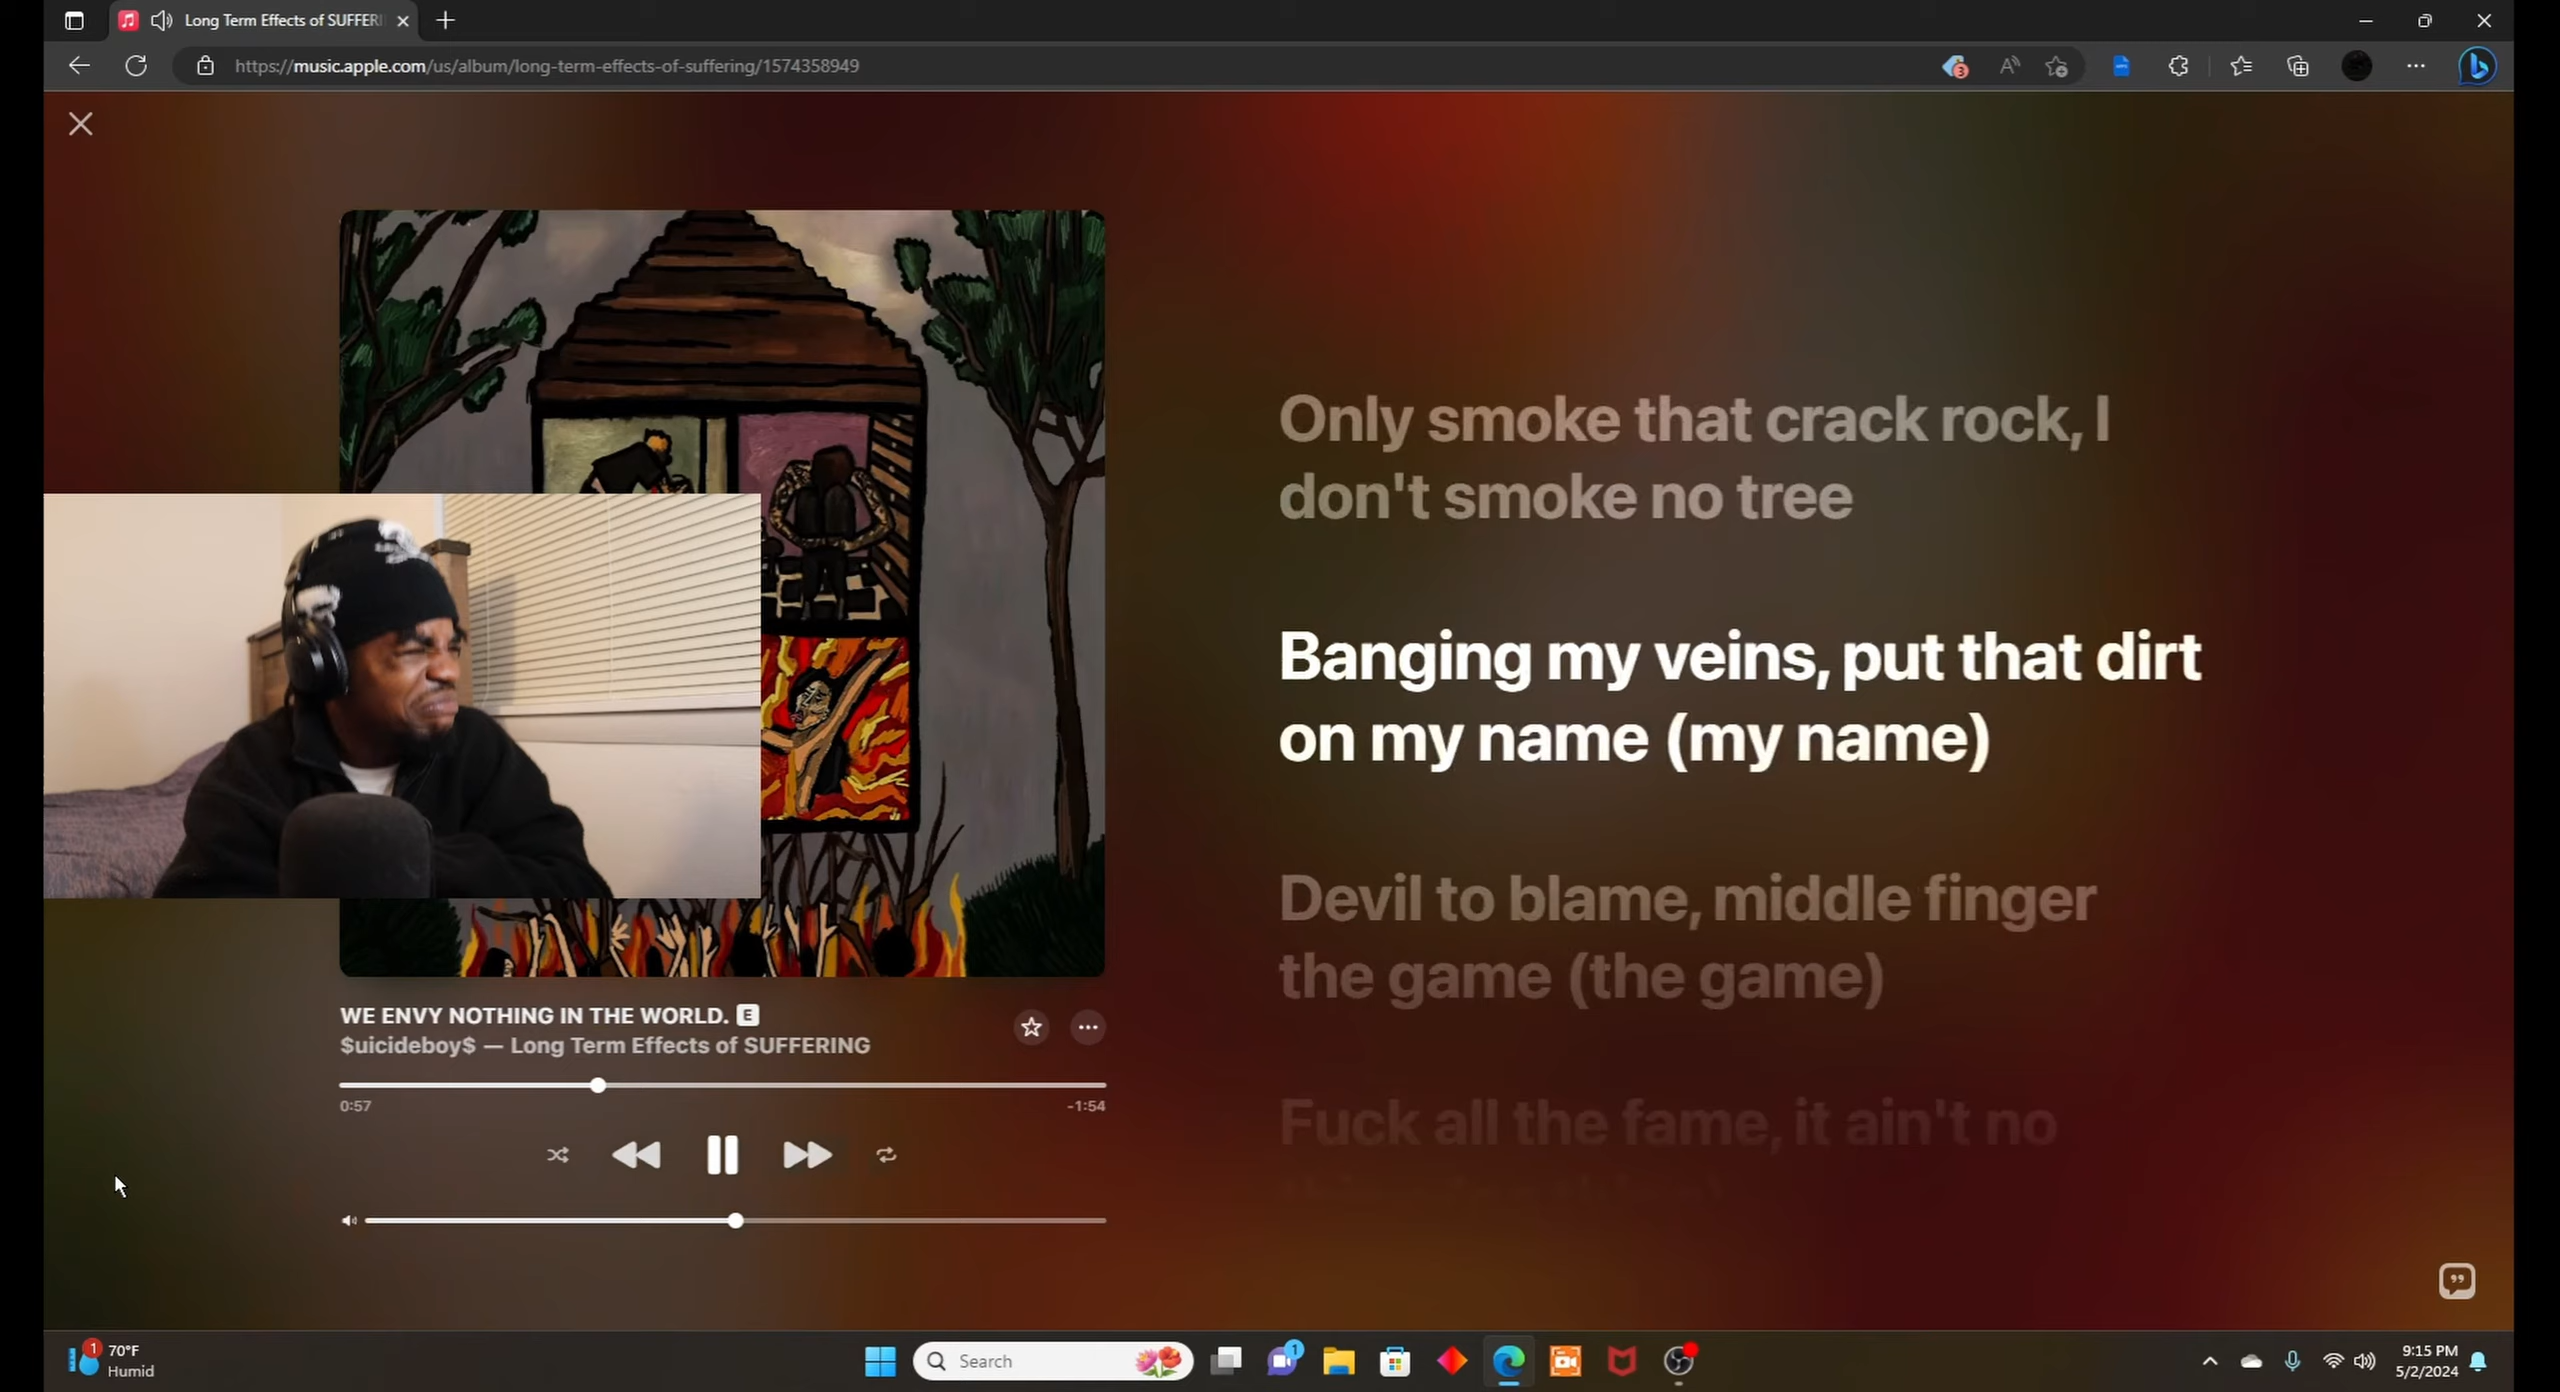 Long Term Effects of SUFFERI
https://music.apple.com/us/album/long-term-effects-of-suffering/1574358949
3
Only smoke that crack rock, I
don't smoke no tree
Banging my veins, put that dirt
on my name (my name)
Devil to blame, middle finger
the game (the game)
Fuck all the fame, it ain't no
WE ENVY NOTHING IN THE WORLD. E
$uicideboy$ — Long Term Effects of SUFFERING
0:57
-1:54
1
70°F
Humid
Search
1
9:15 PM
5/2/2024